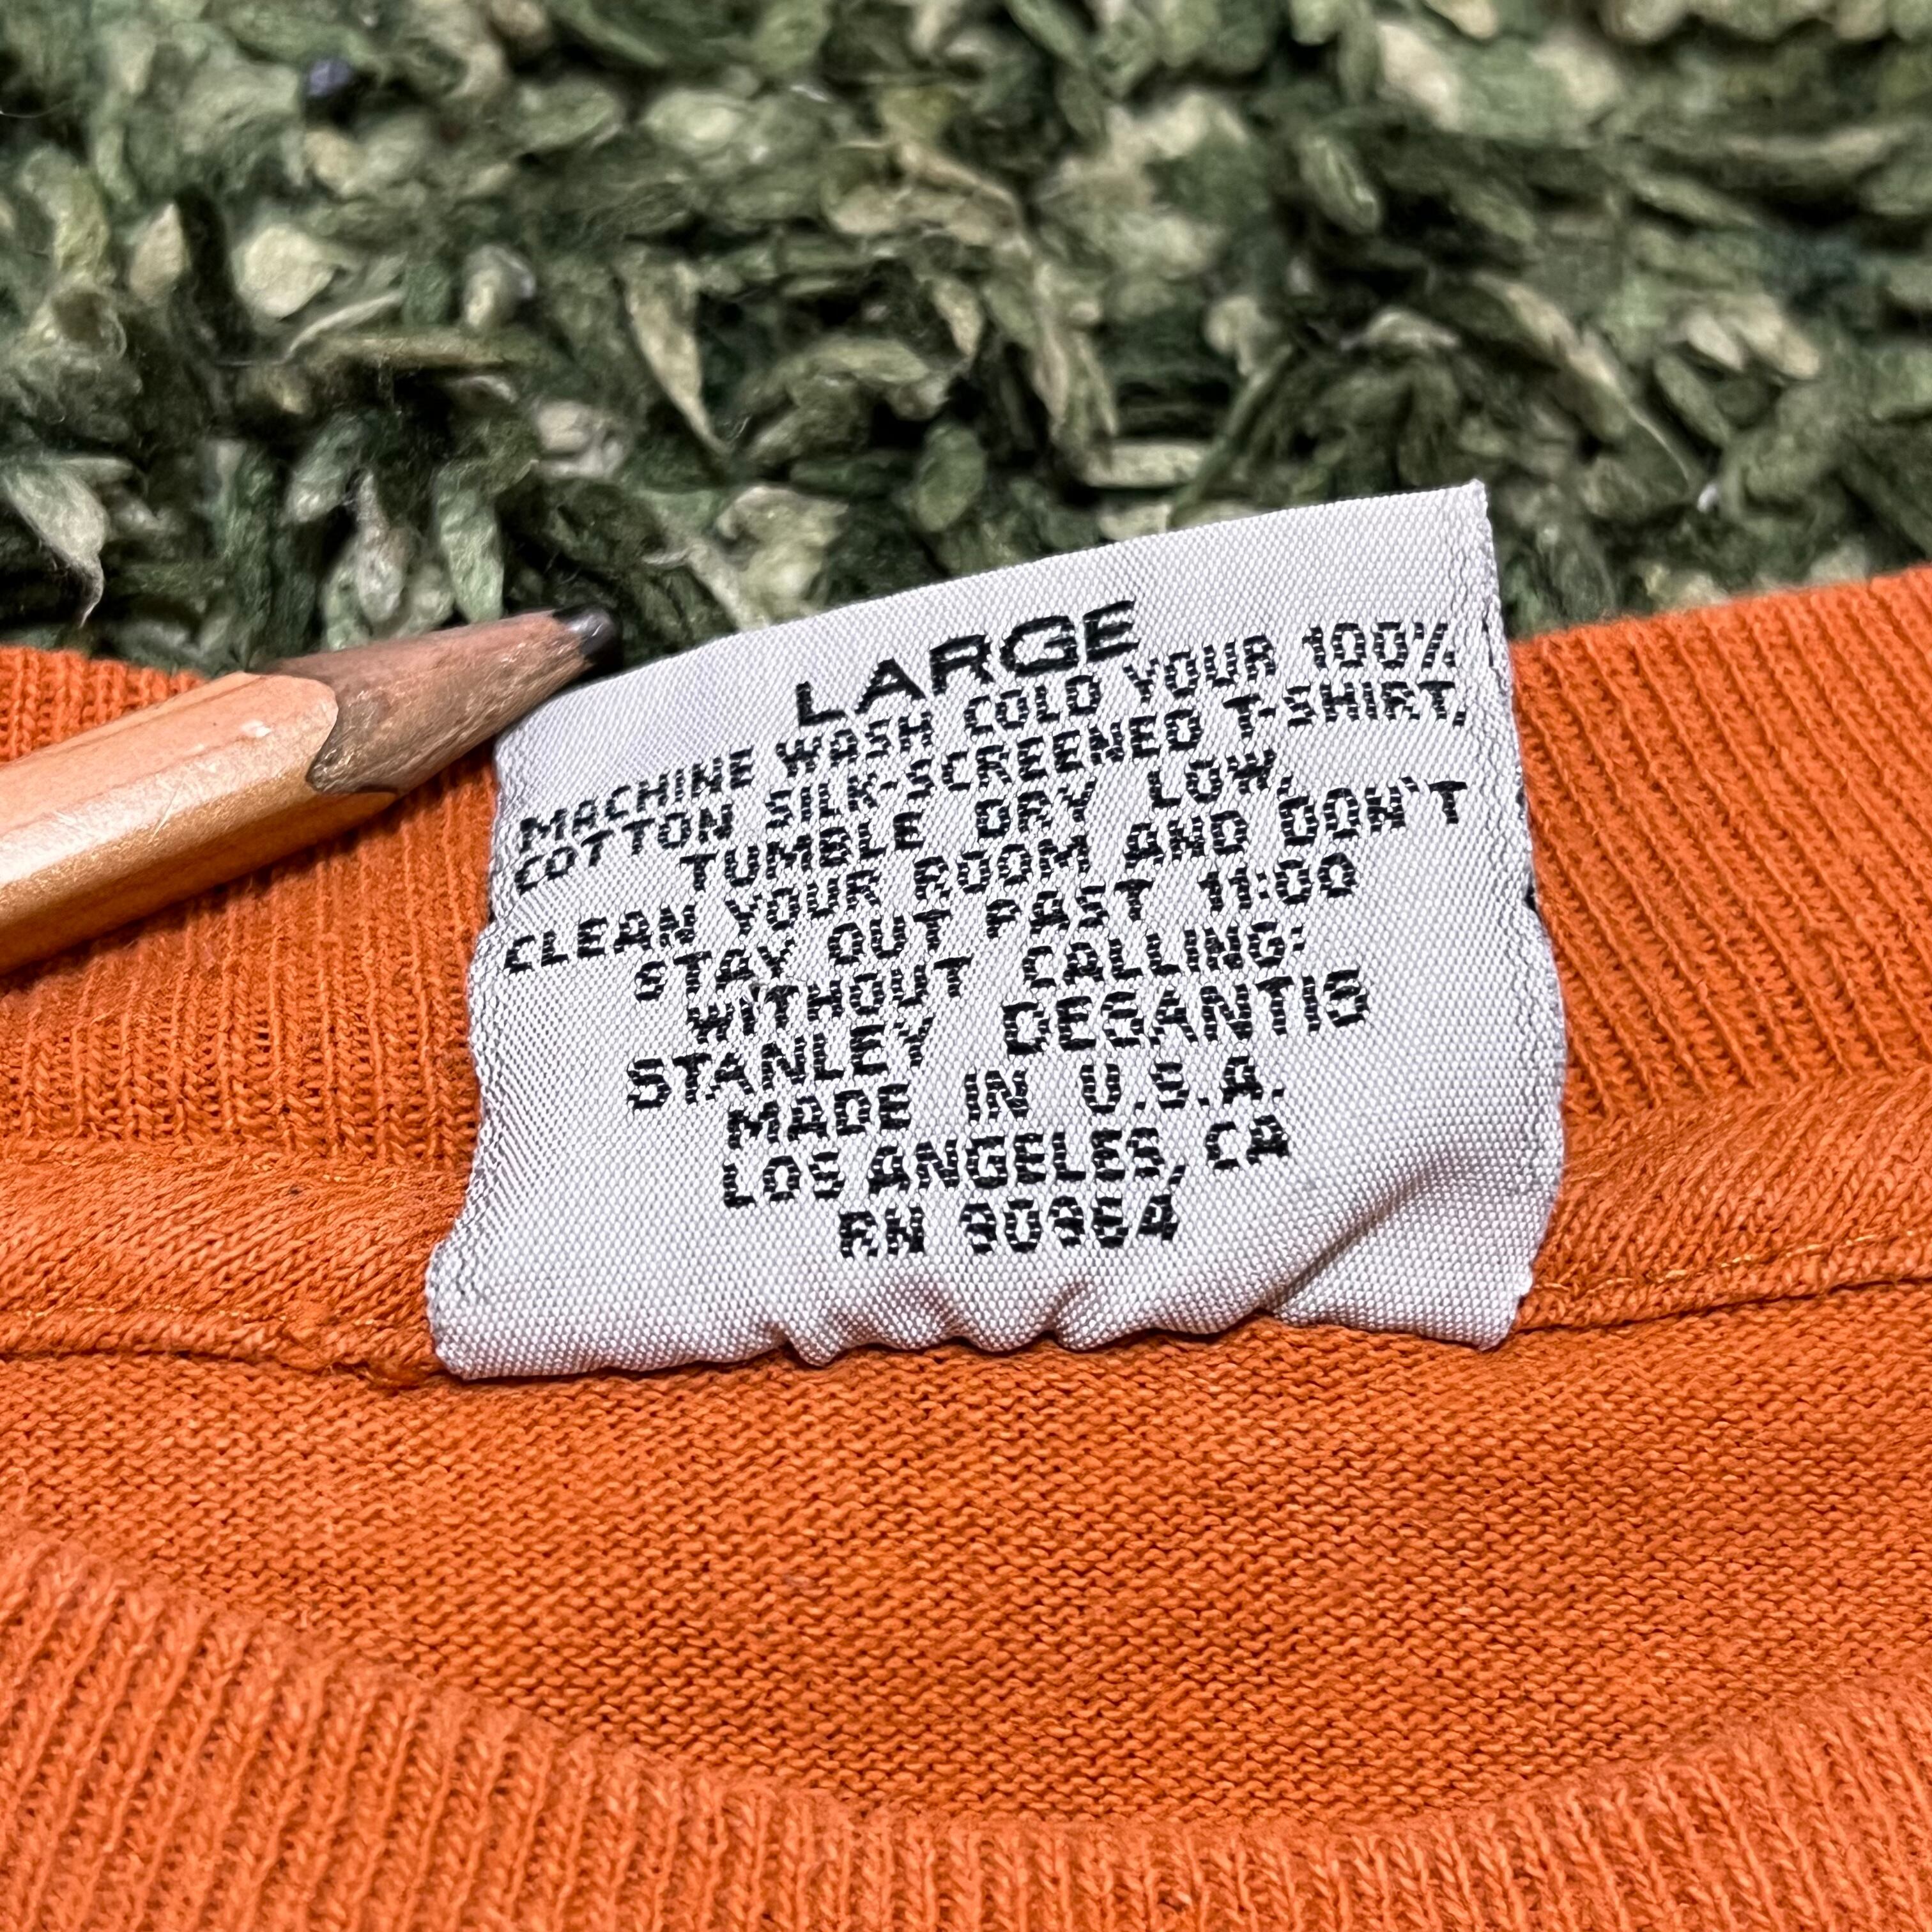 LARGE
MACHINE WASH COLD YOUR 100%
COTTON SILK-SCREENED T-SHIRT.
TUMBLE DRY LOW.
CLEAN YOUR ROOM AND DON'T
STAY OUT PAST 11:00
WITHOUT CALLING:
STANLEY DESANTIS
MADE IN U.S.A.
LOS ANGELES, CA
RN 90964